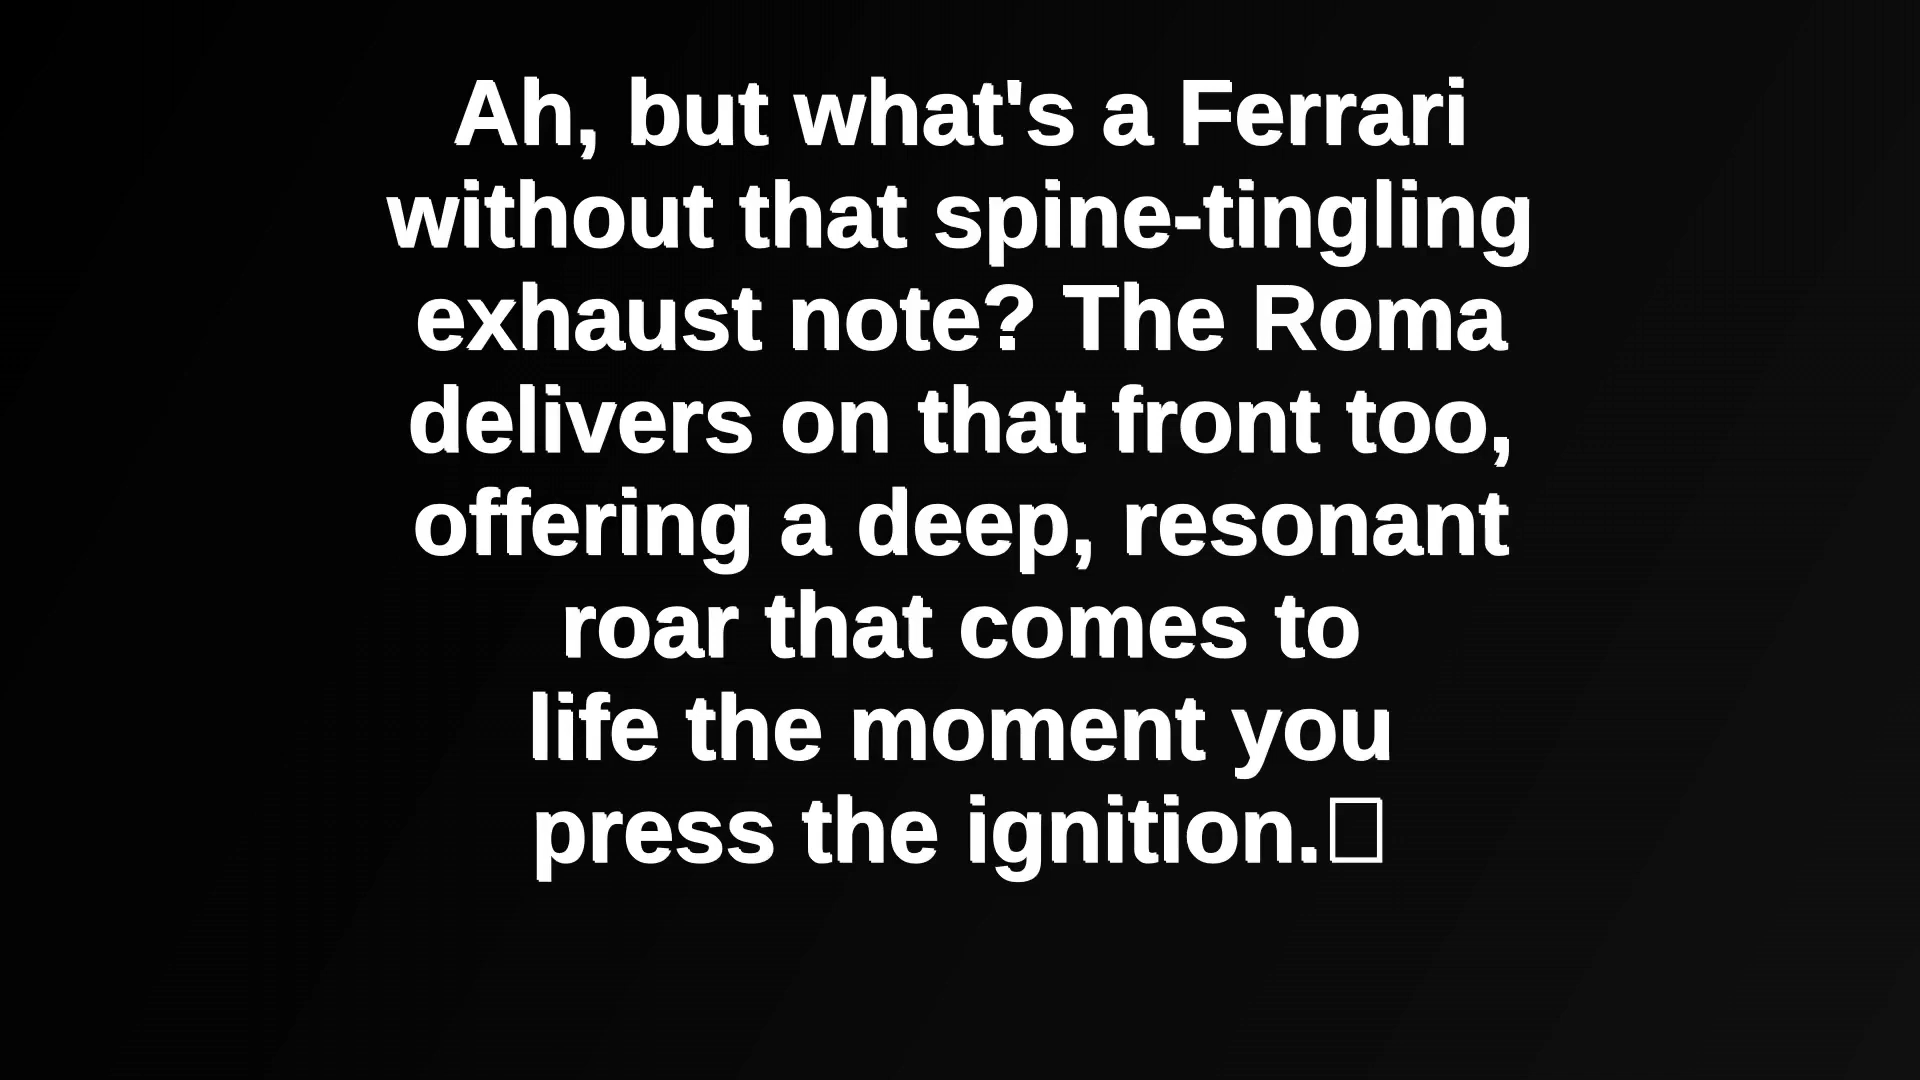 Ah, but what's a Ferrari
without that spine-tingling
exhaust note? The Roma
delivers on that front too,
offering a deep, resonant
roar that comes to
life the moment you
press the ignition.